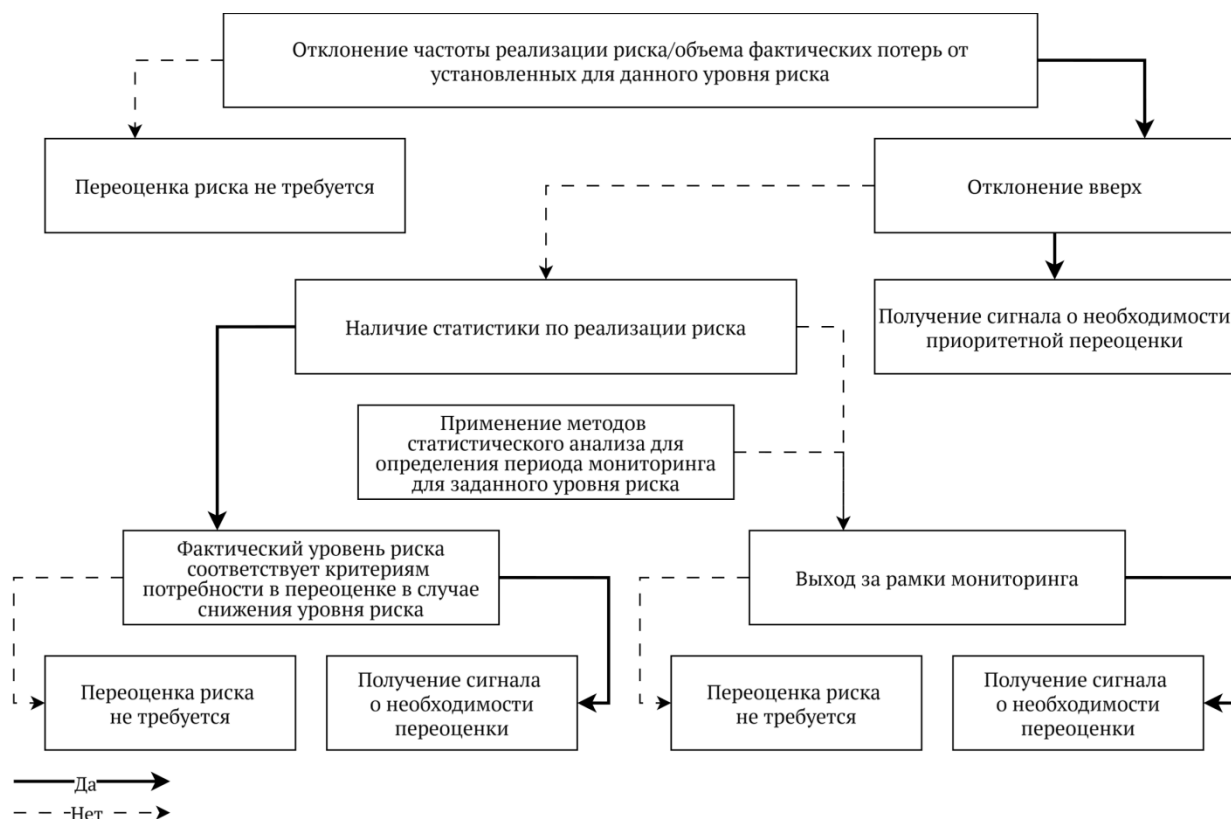 Отклонение частоты реализации риска/объема фактических потерь от
установленных для данного уровня риска
Переоценка риска не требуется
Отклонение вверх
Наличие статистики по реализации риска
Получение сигнала о необходимости
приоритетной переоценки
Применение методов
статистического анализа для
определения периода мониторинга
для заданного уровня риска
Фактический уровень риска
соответствует критериям
потребности в переоценке в случае
снижения уровня риска
Выход за рамки мониторинга
Переоценка риска
не требуется
Получение сигнала
о необходимости
переоценки
Переоценка риска
не требуется
Получение сигнала
о необходимости
переоценки
Да
Нет